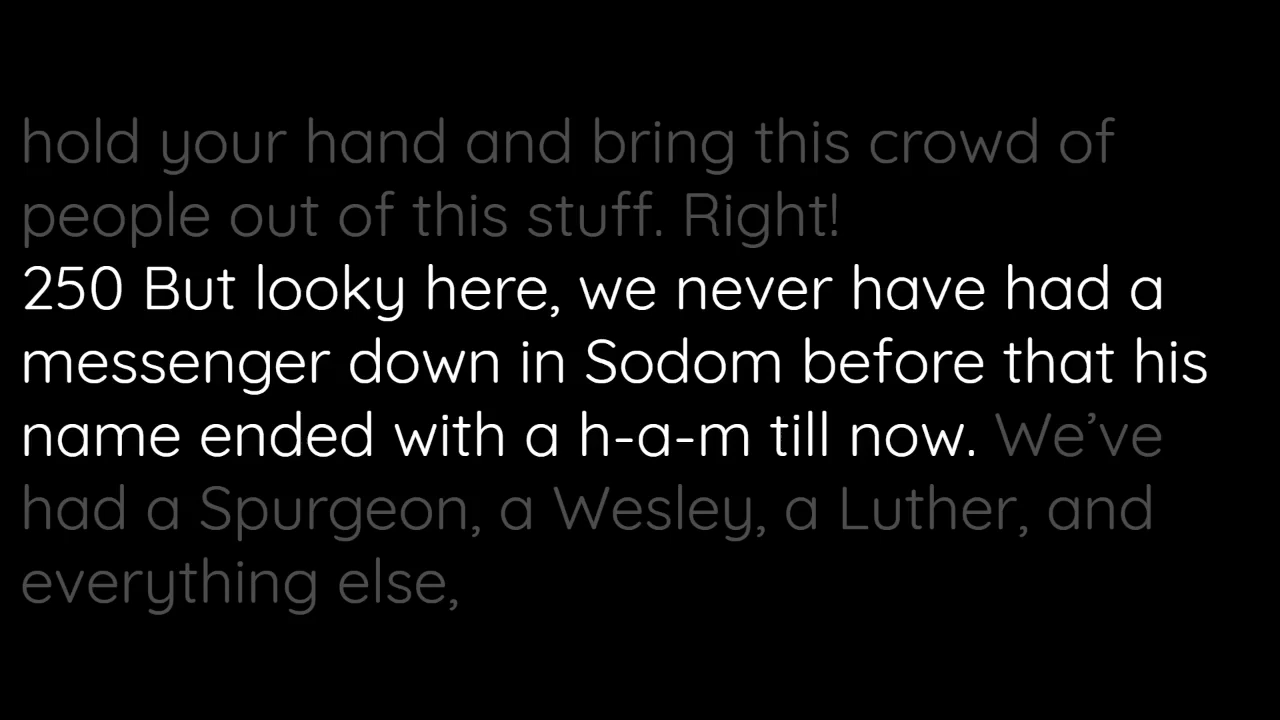 hold your hand and bring this crowd of
people out of this stuff. Right!
250 But looky here, we never have had a
messenger down in Sodom before that his
name ended with a h-a-m till now. We’ve
had a Spurgeon, a Wesley, a Luther, and
everything else,